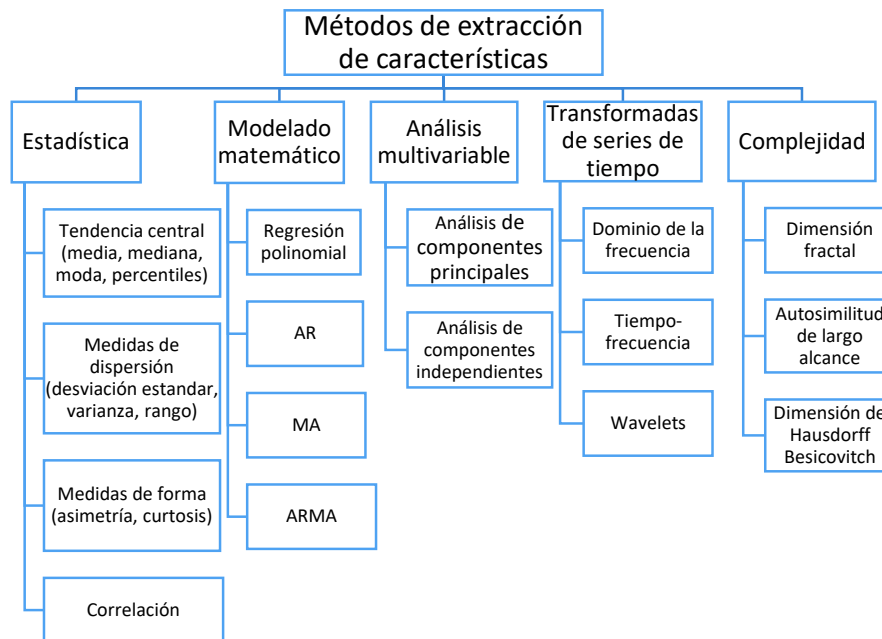 Métodos de extracción
de características
Estadística
Modelado
matemático
Análisis
multivariable
Transformadas
de series de
tiempo
Complejidad
Tendencia central
(media, mediana,
moda, percentiles)
Medidas de
dispersión
(desviación estandar,
varianza, rango)
Medidas de forma
(asimetría, curtosis)
Correlación
Regresión
polinomial
AR
MA
ARMA
Análisis de
componentes
principales
Análisis de
componentes
independientes
Dominio de la
frecuencia
Tiempo-
frecuencia
Wavelets
Dimensión
fractal
Autosimilitud
de largo
alcance
Dimensión de
Hausdorff
Besicovitch